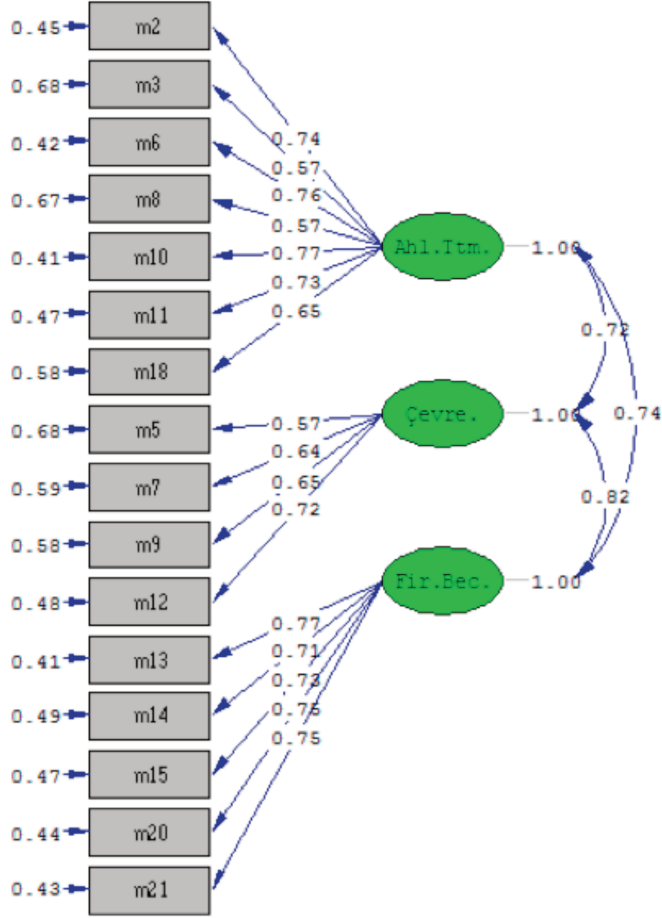 0.45 m2
0.68 m3
0.42 m6
0.74
0.57
0.67 m8
0.76
0.57
0.41 m10
0.77
Ahl.Ttm. 1.00
0.73
0.47 m11
0.65
0.72
0.58 m18
0.68 m5
0.57
Çevre. 1.00
0.74
0.64
0.59 m7
0.65
0.72
0.82
0.58 m9
0.48 m12
Fir.Bec. 1.00
0.77
0.41 m13
0.71
0.73
0.49 m14
0.75
0.75
0.47 m15
0.44 m20
0.43 m21